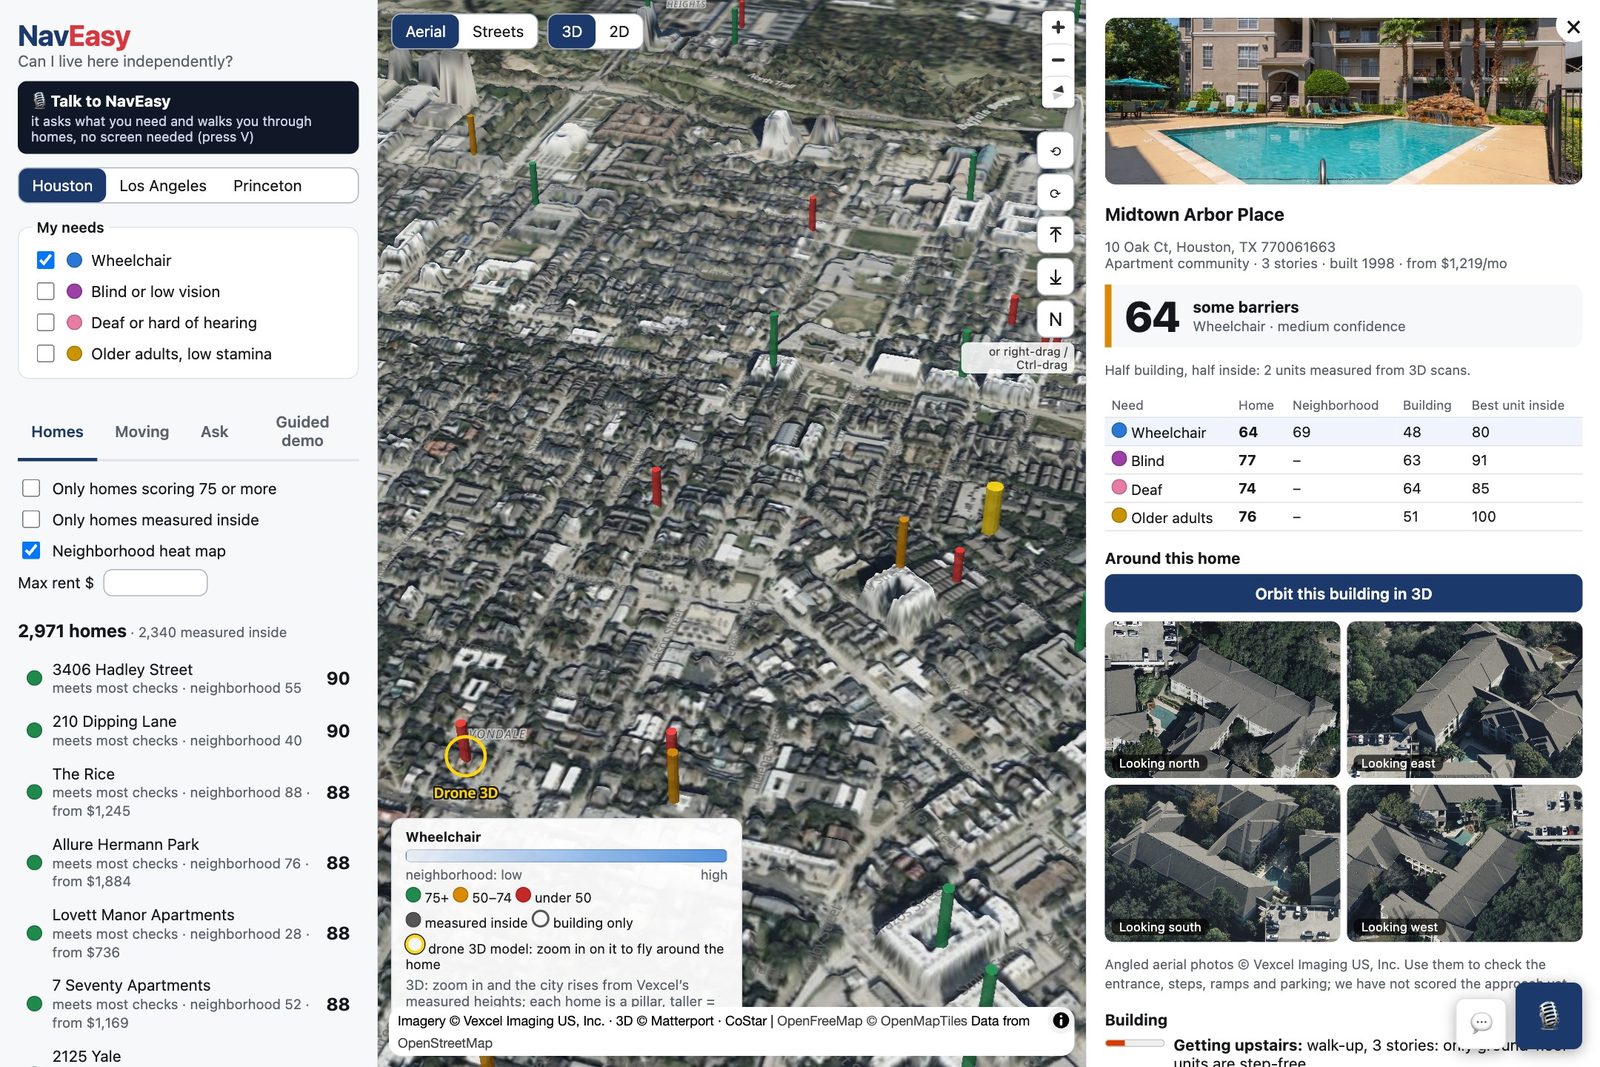 NavEasy
Can I live here independently?
Talk to NavEasy
it asks what you need and walks you through
homes, no screen needed (press V)
Houston
Los Angeles
Princeton
My needs
Wheelchair
Blind or low vision
Deaf or hard of hearing
Older adults, low stamina
Homes
Moving
Ask
Guided
demo
Only homes scoring 75 or more
Only homes measured inside
Neighborhood heat map
Max rent $
2,971 homes · 2,340 measured inside
3406 Hadley Street
meets most checks · neighborhood 55
90
210 Dipping Lane
meets most checks · neighborhood 40
90
The Rice
meets most checks · neighborhood 88 ·
from $1,245
88
Allure Hermann Park
meets most checks · neighborhood 76 ·
from $1,884
88
Lovett Manor Apartments
meets most checks · neighborhood 28 ·
from $736
88
7 Seventy Apartments
meets most checks · neighborhood 52 ·
from $1,169
88
2125 Yale
Aerial
Streets
3D
2D
HEIGHTS
North Trail
N
or right-drag /
Ctrl-drag
VONDALE
Drone 3D
Wheelchair
neighborhood: low
high
75+
50–74
under 50
measured inside
building only
drone 3D model: zoom in on it to fly around the
home
3D: zoom in and the city rises from Vexcel's
measured heights; each home is a pillar, taller =
Imagery © Vexcel Imaging US, Inc. · 3D © Matterport · CoStar | OpenFreeMap © OpenMapTiles Data from
OpenStreetMap
Midtown Arbor Place
10 Oak Ct, Houston, TX 770061663
Apartment community · 3 stories · built 1998 · from $1,219/mo
64
some barriers
Wheelchair · medium confidence
Half building, half inside: 2 units measured from 3D scans.
Need Home Neighborhood Building Best unit inside
Wheelchair 64 69 48 80
Blind 77 – 63 91
Deaf 74 – 64 85
Older adults 76 – 51 100
Around this home
Orbit this building in 3D
Looking north
Looking east
Looking south
Looking west
Angled aerial photos © Vexcel Imaging US, Inc. Use them to check the
entrance, steps, ramps and parking; we have not scored the approach yet.
Building
Getting upstairs: walk-up, 3 stories: only ground-floor
units are step-free